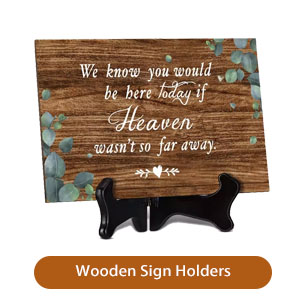 We know you would
be here today if
Heaven
wasn't so far away.
Wooden Sign Holders